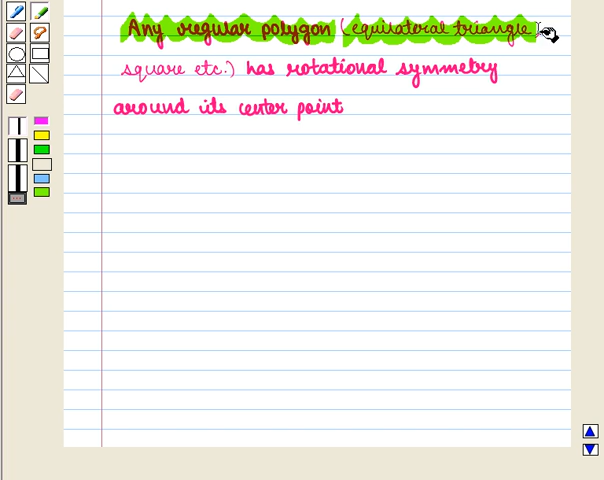 Any regular polygon (equilateral triangle,
square etc.) has rotational symmetry
around its center point